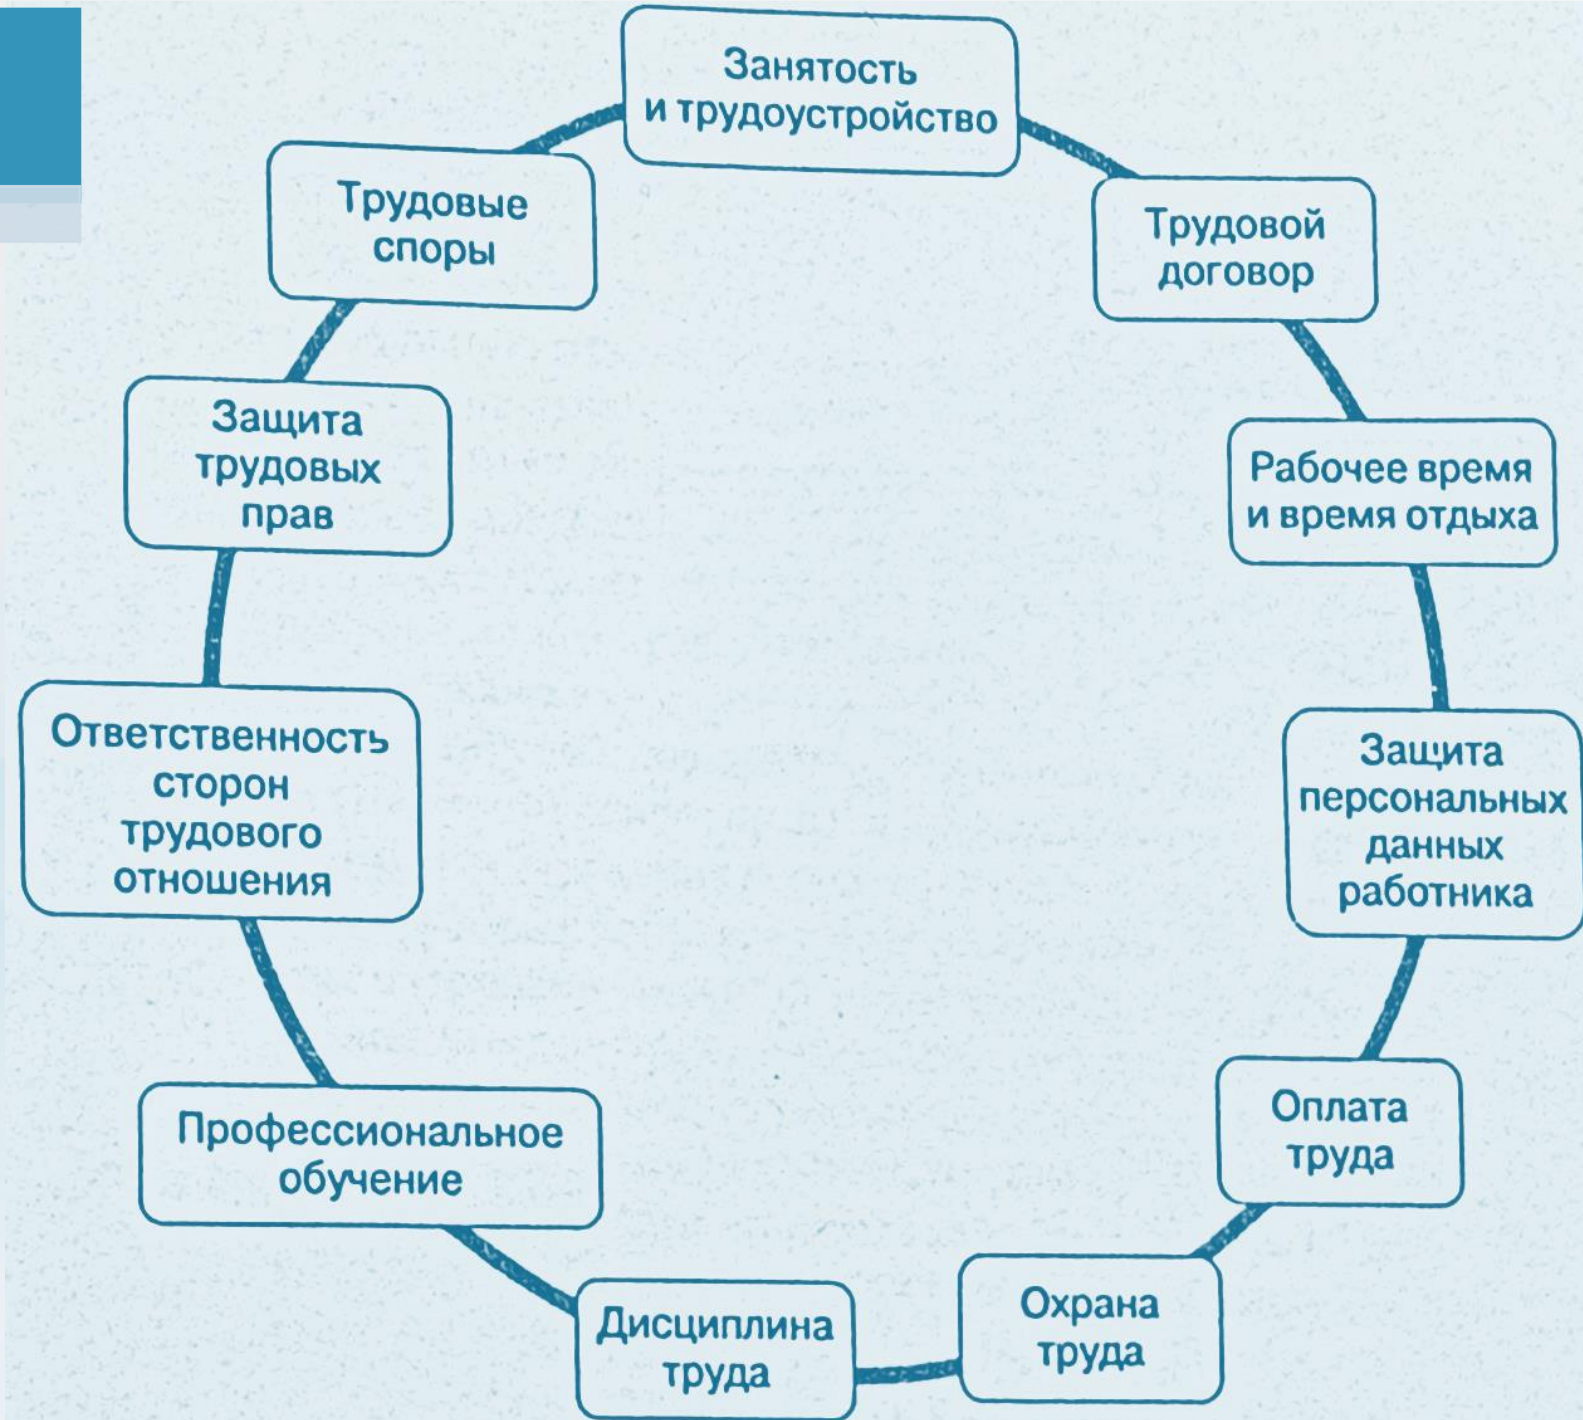 Занятость
и трудоустройство
Трудовой
договор
Рабочее время
и время отдыха
Защита
персональных
данных
работника
Оплата
труда
Охрана
труда
Дисциплина
труда
Профессиональное
обучение
Ответственность
сторон
трудового
отношения
Защита
трудовых
прав
Трудовые
споры